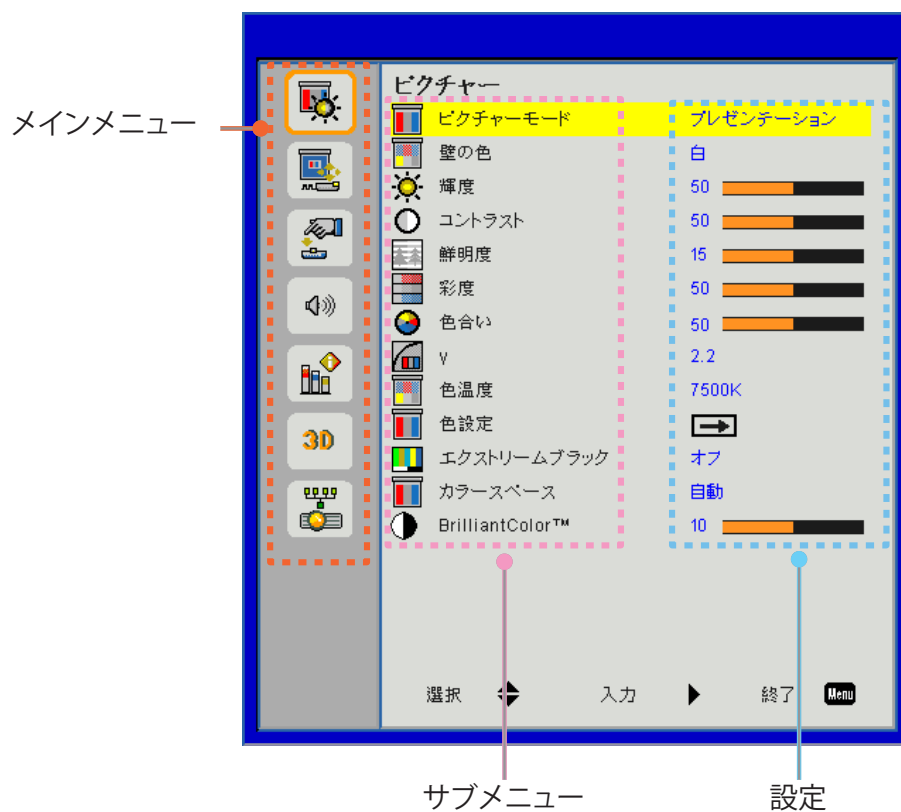 ピクチャー
メインメニュー
ピクチャーモード プレゼンテーション
壁の色 白
輝度 50
コントラスト 50
鮮明度 15
彩度 50
色合い 50
γ 2.2
色温度 7500K
3D
色設定
エクストリームブラック オフ
カラースペース 自動
BrilliantColor™ 10
選択 入力 終了 Menu
サブメニュー 設定